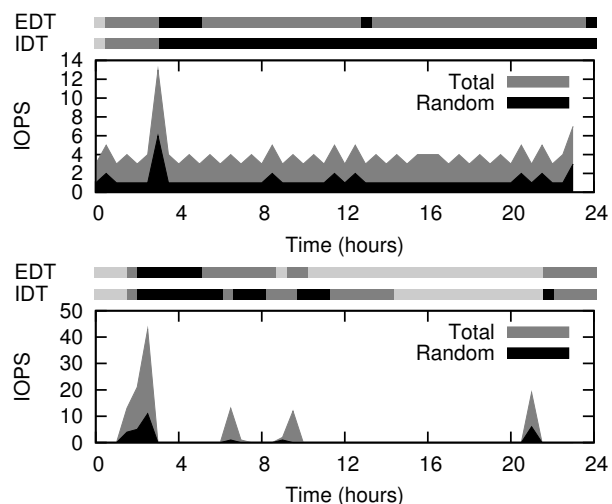 EDT
IDT
14
12
10
8
6
4
2
0
IOPS
Total
Random
0 4 8 12 16 20 24
Time (hours)
EDT
IDT
50
40
30
20
10
0
IOPS
Total
Random
0 4 8 12 16 20 24
Time (hours)